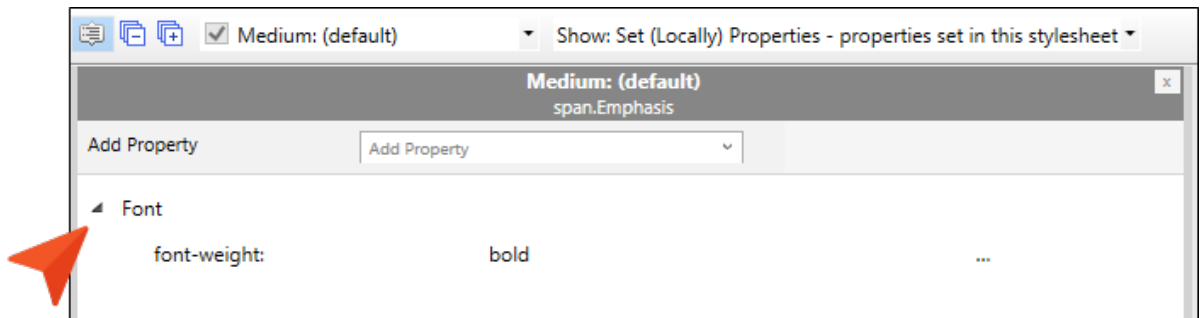 Medium: (default) Show: Set (Locally) Properties - properties set in this stylesheet
Medium: (default) x
span.Emphasis
Add Property Add Property
Font
font-weight: bold ...